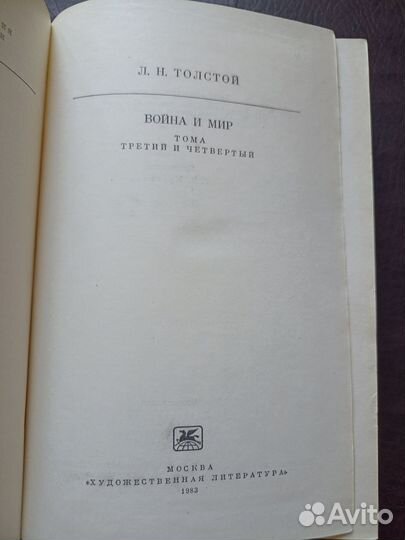 Л. Н. ТОЛСТОЙ
ВОЙНА И МИР
ТОМА
ТРЕТИЙ И ЧЕТВЕРТЫЙ
МОСКВА
«ХУДОЖЕСТВЕННАЯ ЛИТЕРАТУРА»
1983
Avito